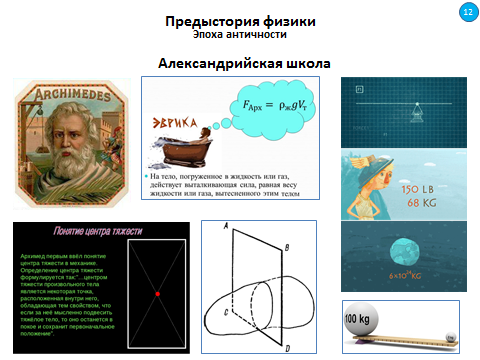 12
Предыстория физики
Эпоха античности
Александрийская школа
ARCHIMEDES
ЭВРИКА
F_Арх = ρ_ж gV_т
• На тело, погруженное в жидкость или газ,
действует выталкивающая сила, равная весу
жидкости или газа, вытесненного этим телом
150 LB
68 KG
6×10²⁴KG
Понятие центра тяжести
Архимед первым ввёл понятие
центра тяжести в механике.
Определение центра тяжести
формулируется так:"...центром
тяжести произвольного тела
является некоторая точка,
расположенная внутри него,
обладающая тем свойством, что
если за неё мысленно подвесить
тяжёлое тело, то оно останется в
покое и сохранит первоначальное
положение".
A
B
C
D
100 kg